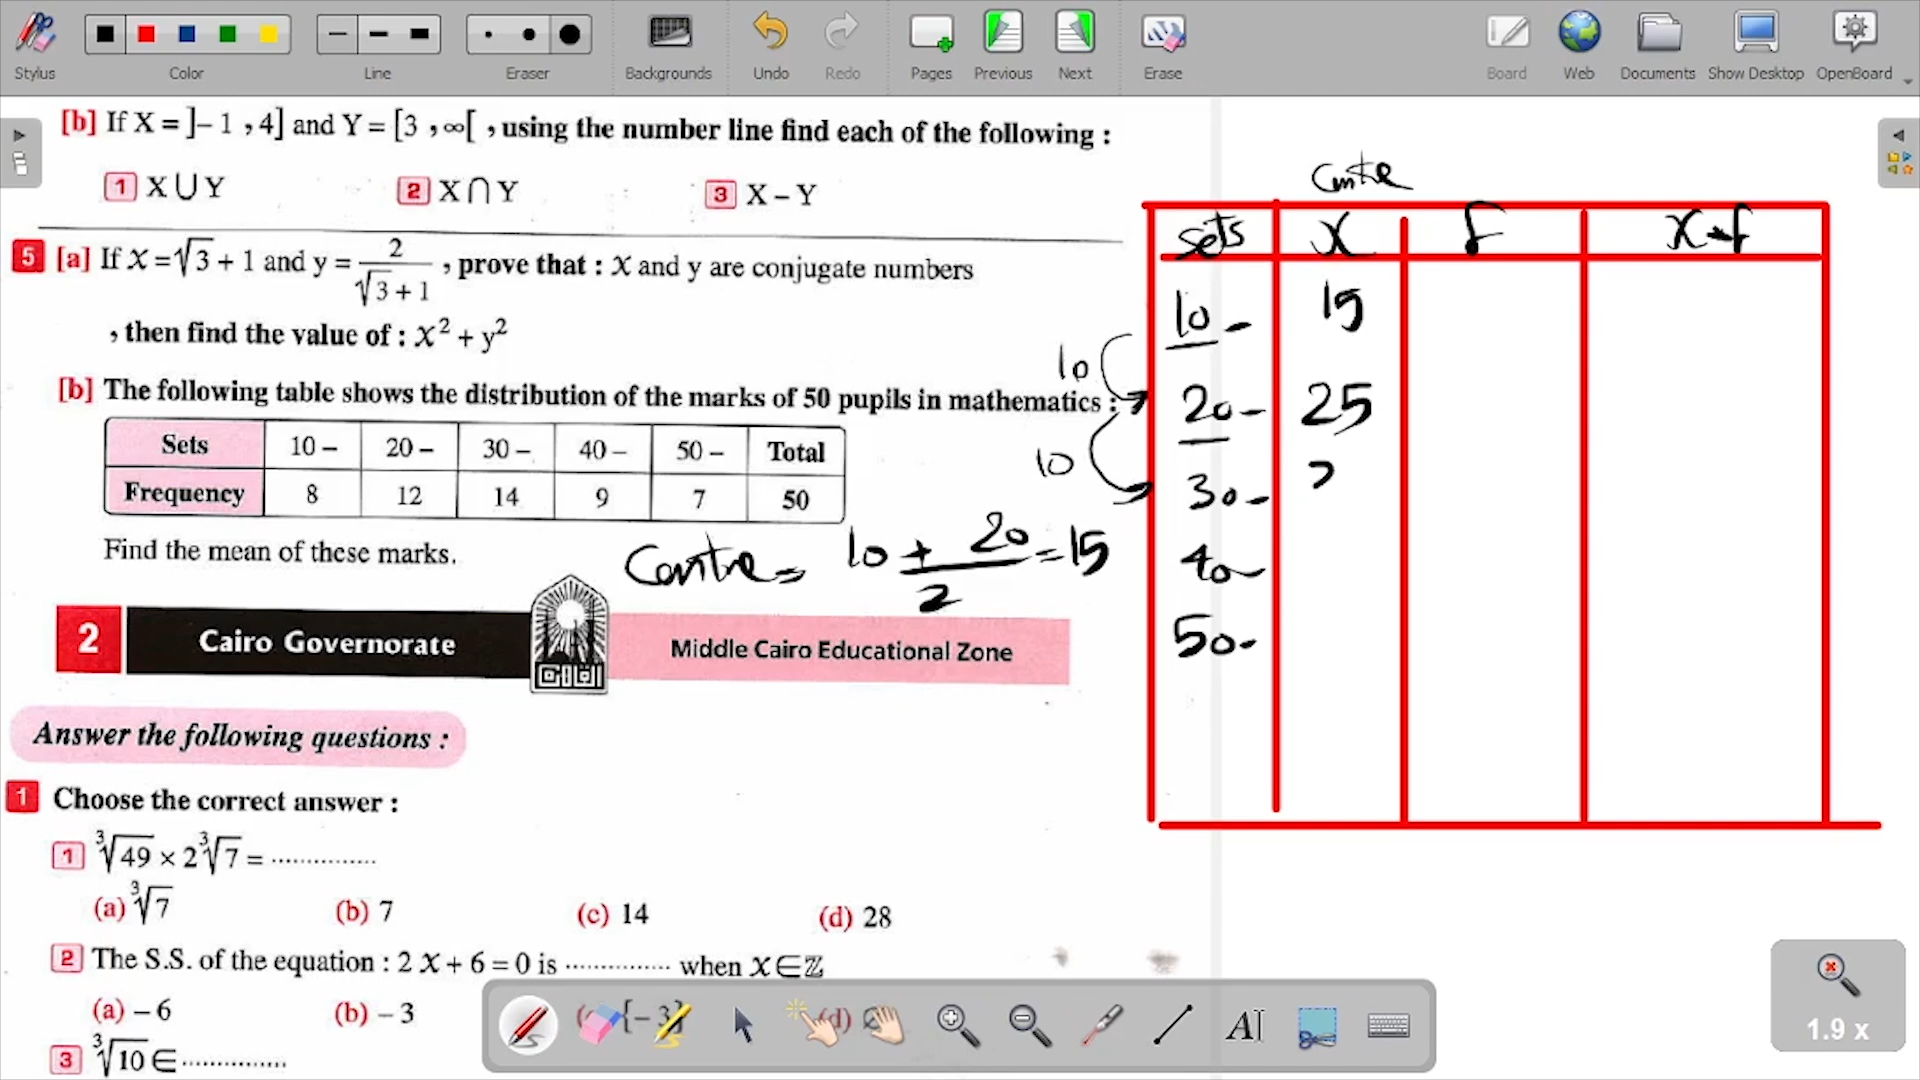 Stylus Color Line Eraser Backgrounds Undo Redo Pages Previous Next Erase Board Web Documents Show Desktop OpenBoard
[b] If X = ]– 1 , 4] and Y = [3 , ∞[ , using the number line find each of the following :
1 X ∪ Y 2 X ∩ Y 3 X – Y
5 [a] If X = √3 + 1 and y = 2/(√3 + 1) , prove that : X and y are conjugate numbers
, then find the value of : X² + y²
[b] The following table shows the distribution of the marks of 50 pupils in mathematics :
Sets 10 – 20 – 30 – 40 – 50 – Total
Frequency 8 12 14 9 7 50
Find the mean of these marks.
Centre = (10 + 20)/2 = 15
2 Cairo Governorate Middle Cairo Educational Zone
Answer the following questions :
1 Choose the correct answer :
1 ∛49 × 2∛7 = ..............
(a) ∛7 (b) 7 (c) 14 (d) 28
2 The S.S. of the equation : 2 X + 6 = 0 is .............. when X ∈ ℤ
(a) – 6 (b) – 3 {– 3} (d)
3 ∛10 ∈ ..............
Centre
sets X f X·f
10 – 15
10
20 – 25
10
30 –
40 –
50 –
1.9 x